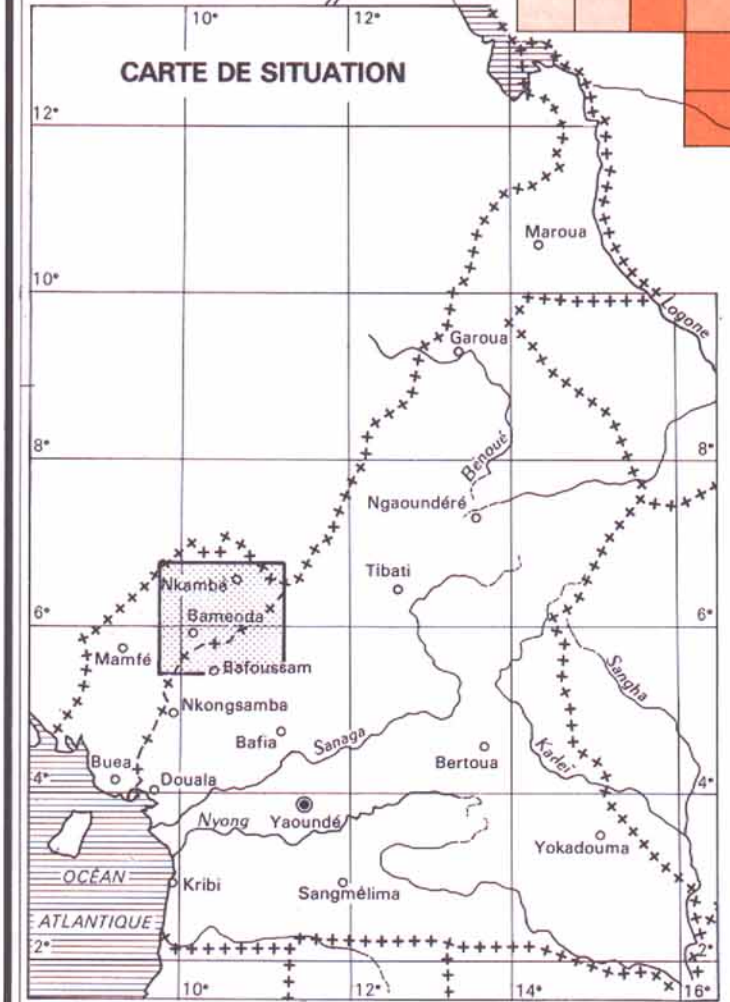 10°
12°
CARTE DE SITUATION
12°
Maroua
10°
Logone
Garoua
Bénoué
8°
8°
Ngaoundéré
Tibati
Nkambé
6°
6°
Bamenda
Mamfé
Bafoussam
Sangha
Nkongsamba
Bafia
Sanaga
Bertoua
Kadei
Buea
4°
Douala
4°
Nyong
Yaoundé
Yokadouma
OCÉAN
Kribi
Sangmélima
ATLANTIQUE
2°
2°
10°
12°
14°
16°